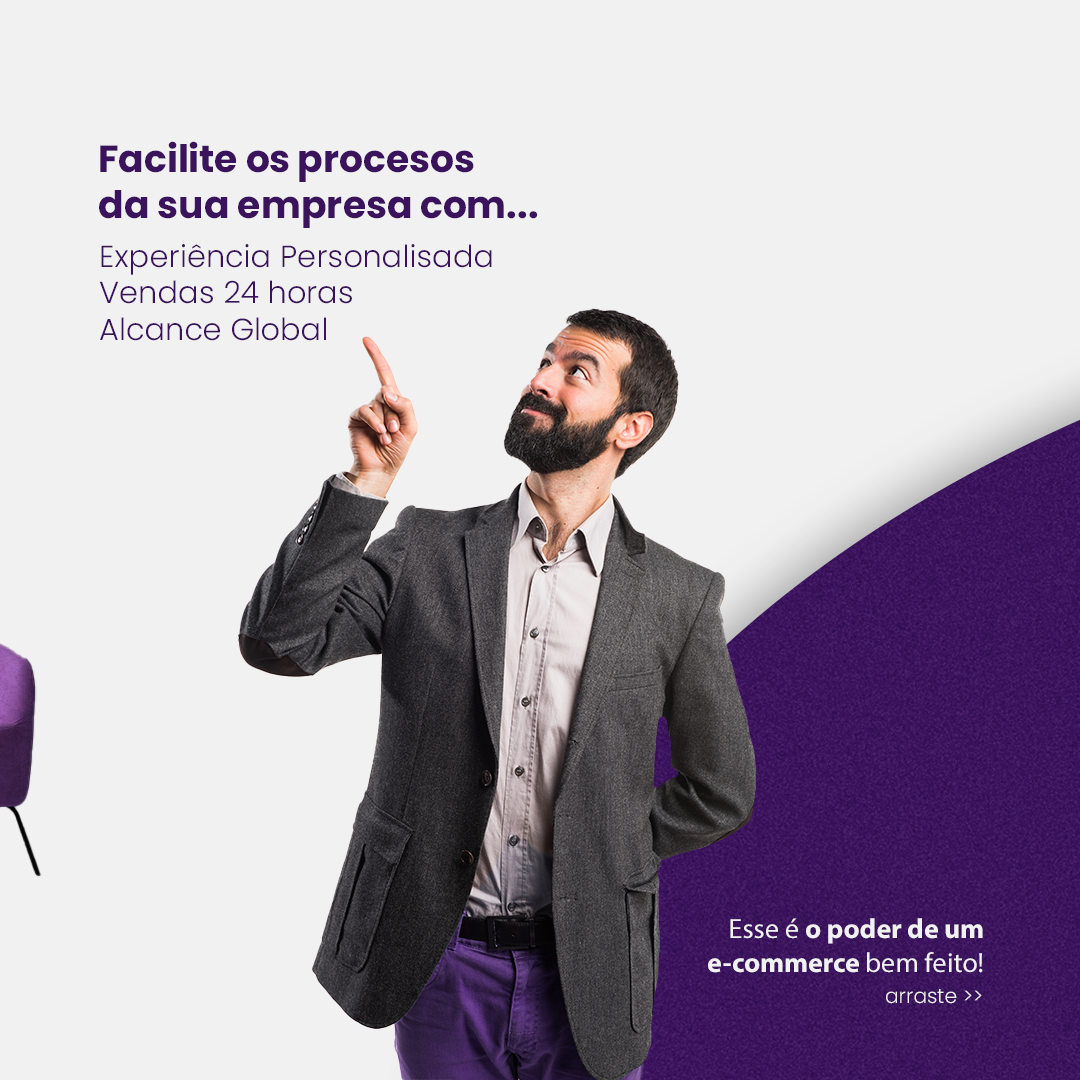 Facilite os procesos
da sua empresa com...
Experiência Personalisada
Vendas 24 horas
Alcance Global
Esse é o poder de um
e-commerce bem feito!
arraste >>